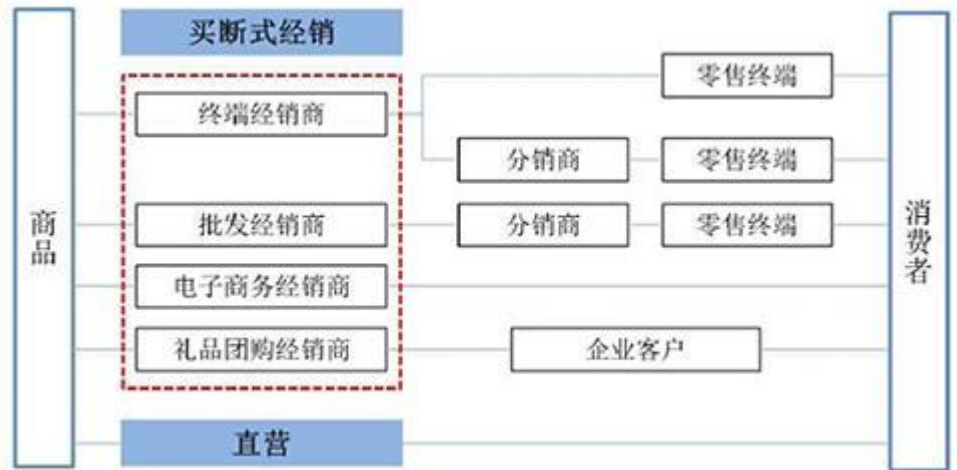 买断式经销
零售终端
终端经销商
分销商
零售终端
商品
批发经销商
分销商
零售终端
消费者
电子商务经销商
礼品团购经销商
企业客户
直营